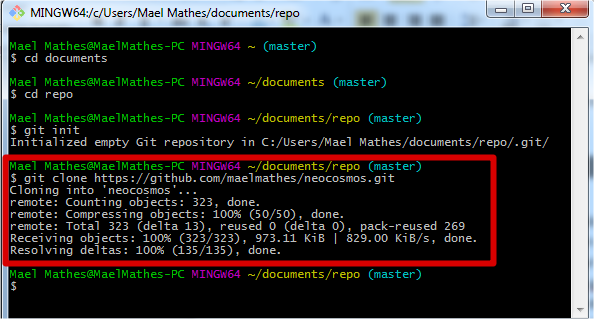 MINGW64:/c/Users/Mael Mathes/documents/repo
Mael Mathes@MaelMathes-PC MINGW64 ~ (master)
$ cd documents
Mael Mathes@MaelMathes-PC MINGW64 ~/documents (master)
$ cd repo
Mael Mathes@MaelMathes-PC MINGW64 ~/documents/repo (master)
$ git init
Initialized empty Git repository in C:/Users/Mael Mathes/documents/repo/.git/
Mael Mathes@MaelMathes-PC MINGW64 ~/documents/repo (master)
$ git clone https://github.com/maelmathes/neocosmos.git
Cloning into 'neocosmos'...
remote: Counting objects: 323, done.
remote: Compressing objects: 100% (50/50), done.
remote: Total 323 (delta 13), reused 0 (delta 0), pack-reused 269
Receiving objects: 100% (323/323), 973.11 KiB | 829.00 KiB/s, done.
Resolving deltas: 100% (135/135), done.
Mael Mathes@MaelMathes-PC MINGW64 ~/documents/repo (master)
$